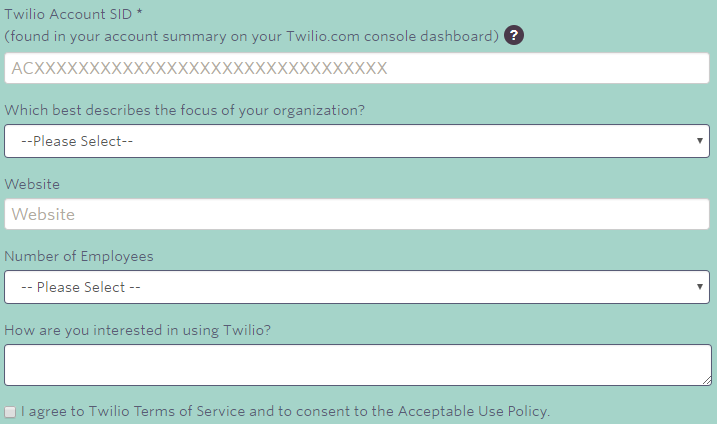 Twilio Account SID *
(found in your account summary on your Twilio.com console dashboard) ?
ACXXXXXXXXXXXXXXXXXXXXXXXXXXXXXXXX
Which best describes the focus of your organization?
--Please Select--
Website
Website
Number of Employees
-- Please Select --
How are you interested in using Twilio?
I agree to Twilio Terms of Service and to consent to the Acceptable Use Policy.